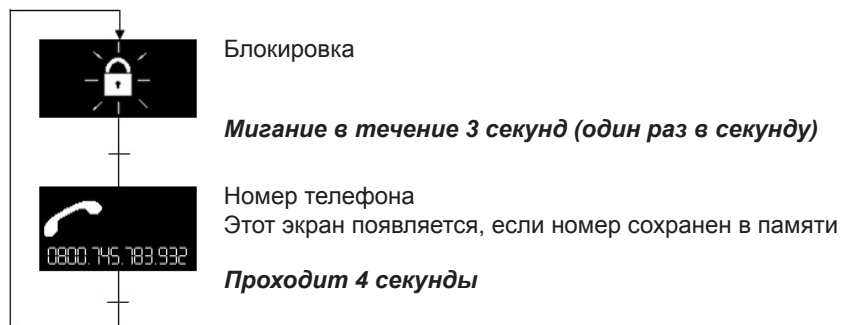 Блокировка
Мигание в течение 3 секунд (один раз в секунду)
Номер телефона
Этот экран появляется, если номер сохранен в памяти
0800.745.783.932
Проходит 4 секунды